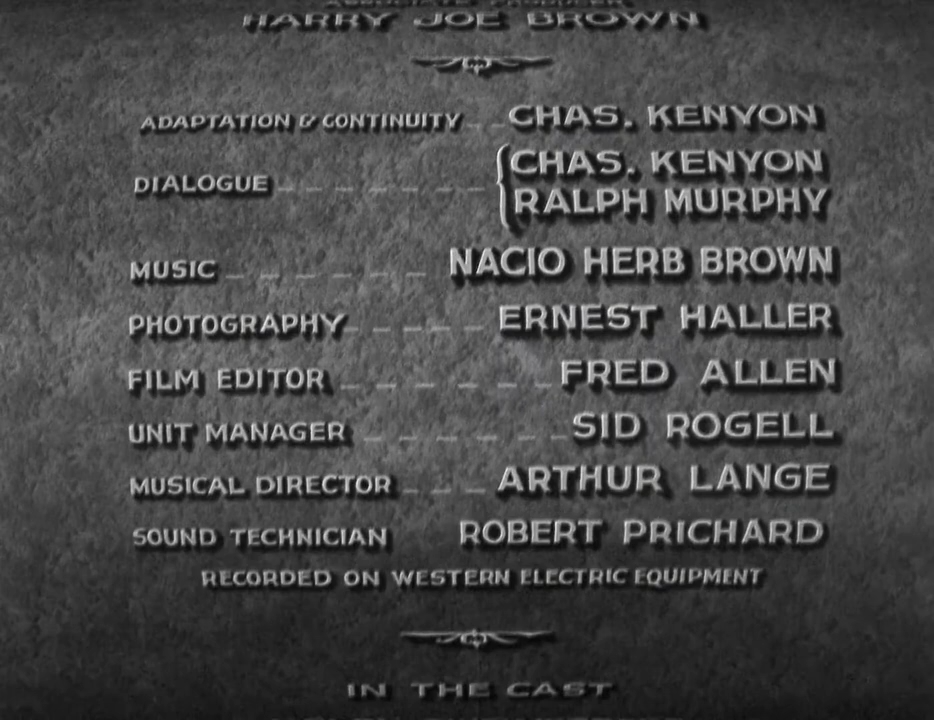 ASSOCIATE PRODUCER
HARRY JOE BROWN
ADAPTATION & CONTINUITY _ _ CHAS. KENYON
DIALOGUE _ _ _ _ _ _ _ _ { CHAS. KENYON
RALPH MURPHY
MUSIC _ _ _ _ _ _ NACIO HERB BROWN
PHOTOGRAPHY _ _ _ _ ERNEST HALLER
FILM EDITOR _ _ _ _ _ FRED ALLEN
UNIT MANAGER _ _ _ _ _ SID ROGELL
MUSICAL DIRECTOR _ _ _ ARTHUR LANGE
SOUND TECHNICIAN ROBERT PRICHARD
RECORDED ON WESTERN ELECTRIC EQUIPMENT
IN THE CAST